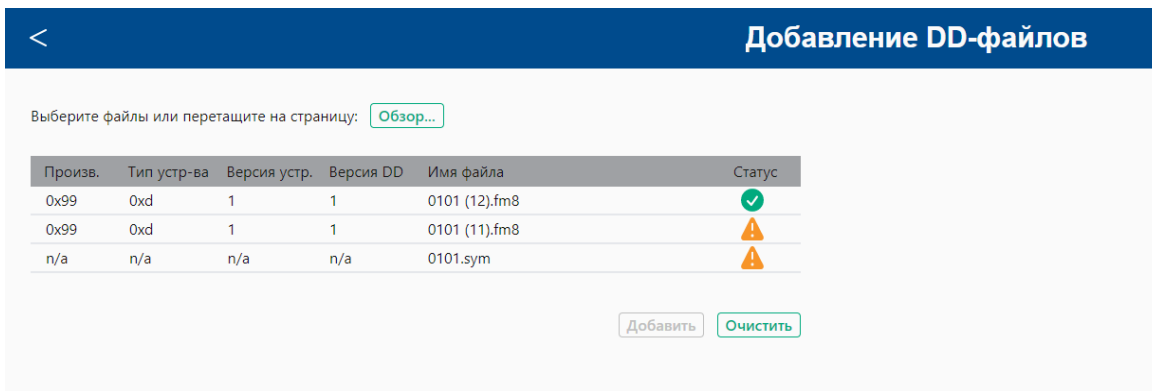 < Добавление DD-файлов
Выберите файлы или перетащите на страницу: Обзор...
Произв. Тип устр-ва Версия устр. Версия DD Имя файла Статус
0x99 0xd 1 1 0101 (12).fm8
0x99 0xd 1 1 0101 (11).fm8
n/a n/a n/a n/a 0101.sym
Добавить Очистить